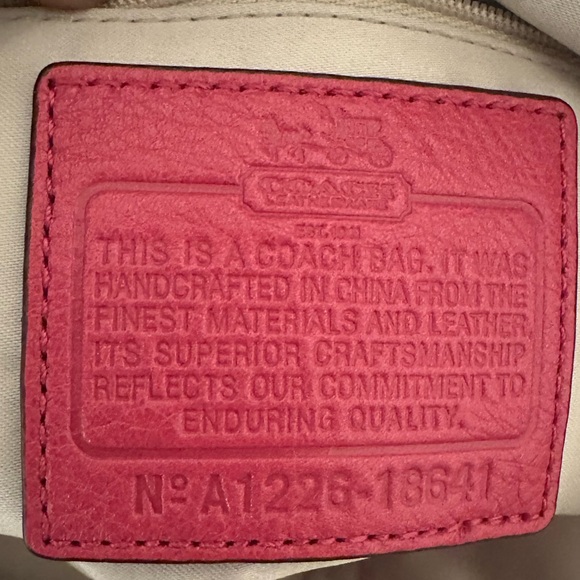 COACH
LEATHERWARE
EST. 1941
THIS IS A COACH BAG. IT WAS
HANDCRAFTED IN CHINA FROM THE
FINEST MATERIALS AND LEATHER.
ITS SUPERIOR CRAFTSMANSHIP
REFLECTS OUR COMMITMENT TO
ENDURING QUALITY.
Nº A1226-18641